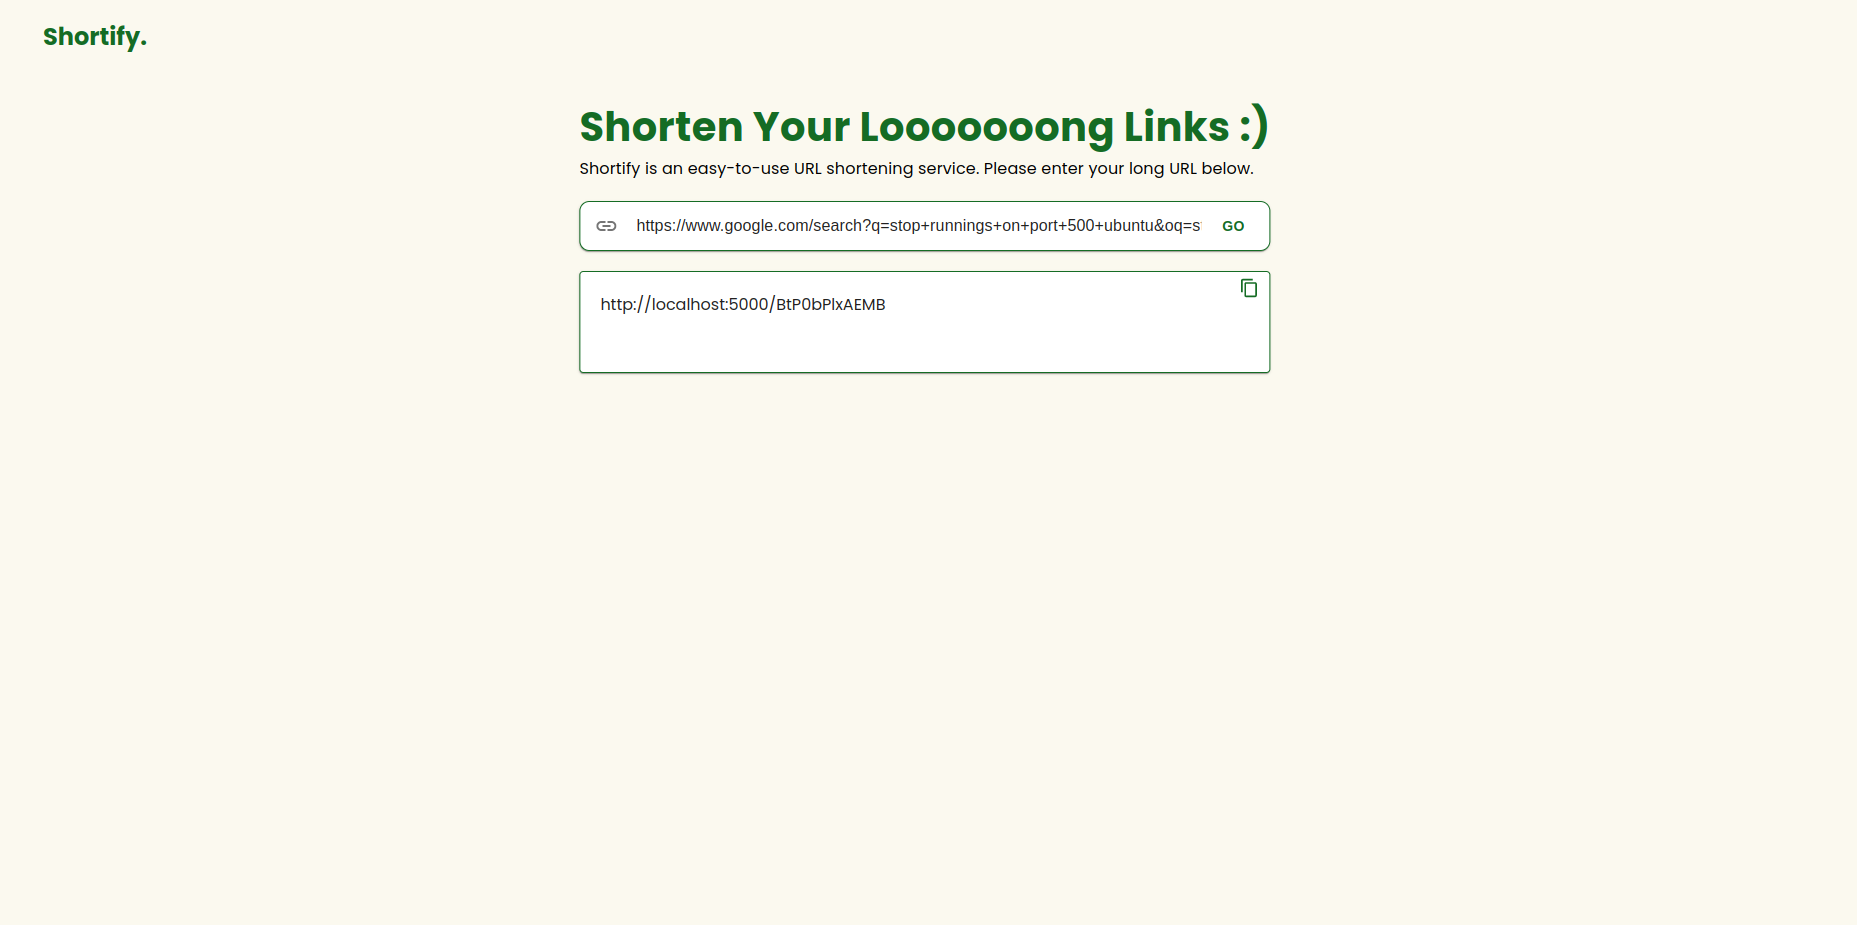 Shortify.
Shorten Your Looooooong Links :)
Shortify is an easy-to-use URL shortening service. Please enter your long URL below.
https://www.google.com/search?q=stop+runnings+on+port+500+ubuntu&oq=s
GO
http://localhost:5000/BtP0bPlxAEMB